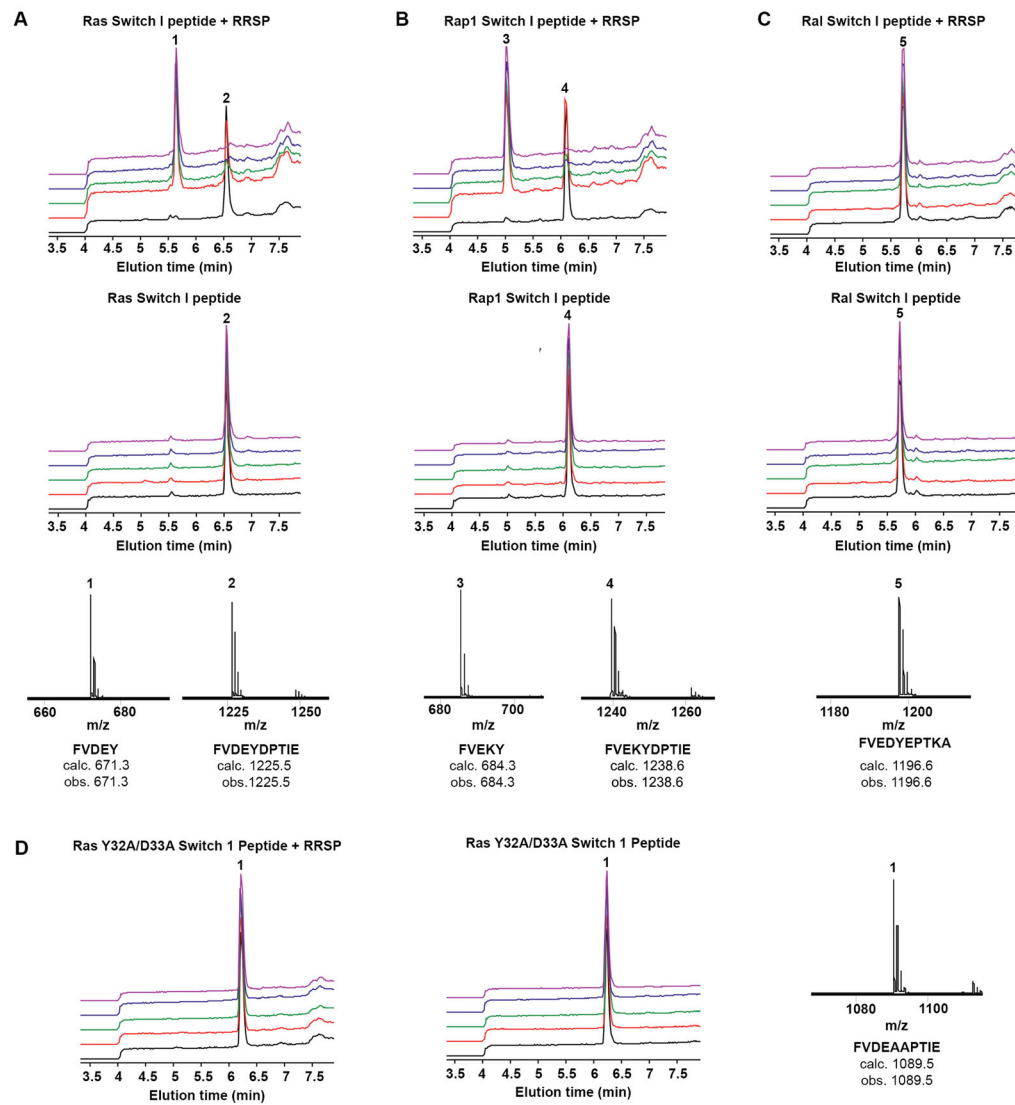 A
Ras Switch I peptide + RRSP
1
2
3.5 4 4.5 5 5.5 6 6.5 7 7.5
Elution time (min)
Ras Switch I peptide
2
3.5 4 4.5 5 5.5 6 6.5 7 7.5
Elution time (min)
1
2
660 680
1225 1250
m/z
m/z
FVDEY
calc. 671.3
obs. 671.3
FVDEYDPTIE
calc. 1225.5
obs.1225.5
B
Rap1 Switch I peptide + RRSP
3
4
3.5 4 4.5 5 5.5 6 6.5 7 7.5
Elution time (min)
Rap1 Switch I peptide
4
3.5 4 4.5 5 5.5 6 6.5 7 7.5
Elution time (min)
3
4
680 700
1240 1260
m/z
m/z
FVEKY
calc. 684.3
obs. 684.3
FVEKYDPTIE
calc. 1238.6
obs. 1238.6
C
Ral Switch I peptide + RRSP
5
3.5 4 4.5 5 5.5 6 6.5 7 7.5
Elution time (min)
Ral Switch I peptide
5
3.5 4 4.5 5 5.5 6 6.5 7 7.5
Elution time (min)
5
1180 1200
m/z
FVEDYEPTKA
calc. 1196.6
obs. 1196.6
D
Ras Y32A/D33A Switch 1 Peptide + RRSP
1
3.5 4 4.5 5 5.5 6 6.5 7 7.5
Elution time (min)
Ras Y32A/D33A Switch 1 Peptide
1
3.5 4 4.5 5 5.5 6 6.5 7 7.5
Elution time (min)
1
1080 1100
m/z
FVDEAAPTIE
calc. 1089.5
obs. 1089.5